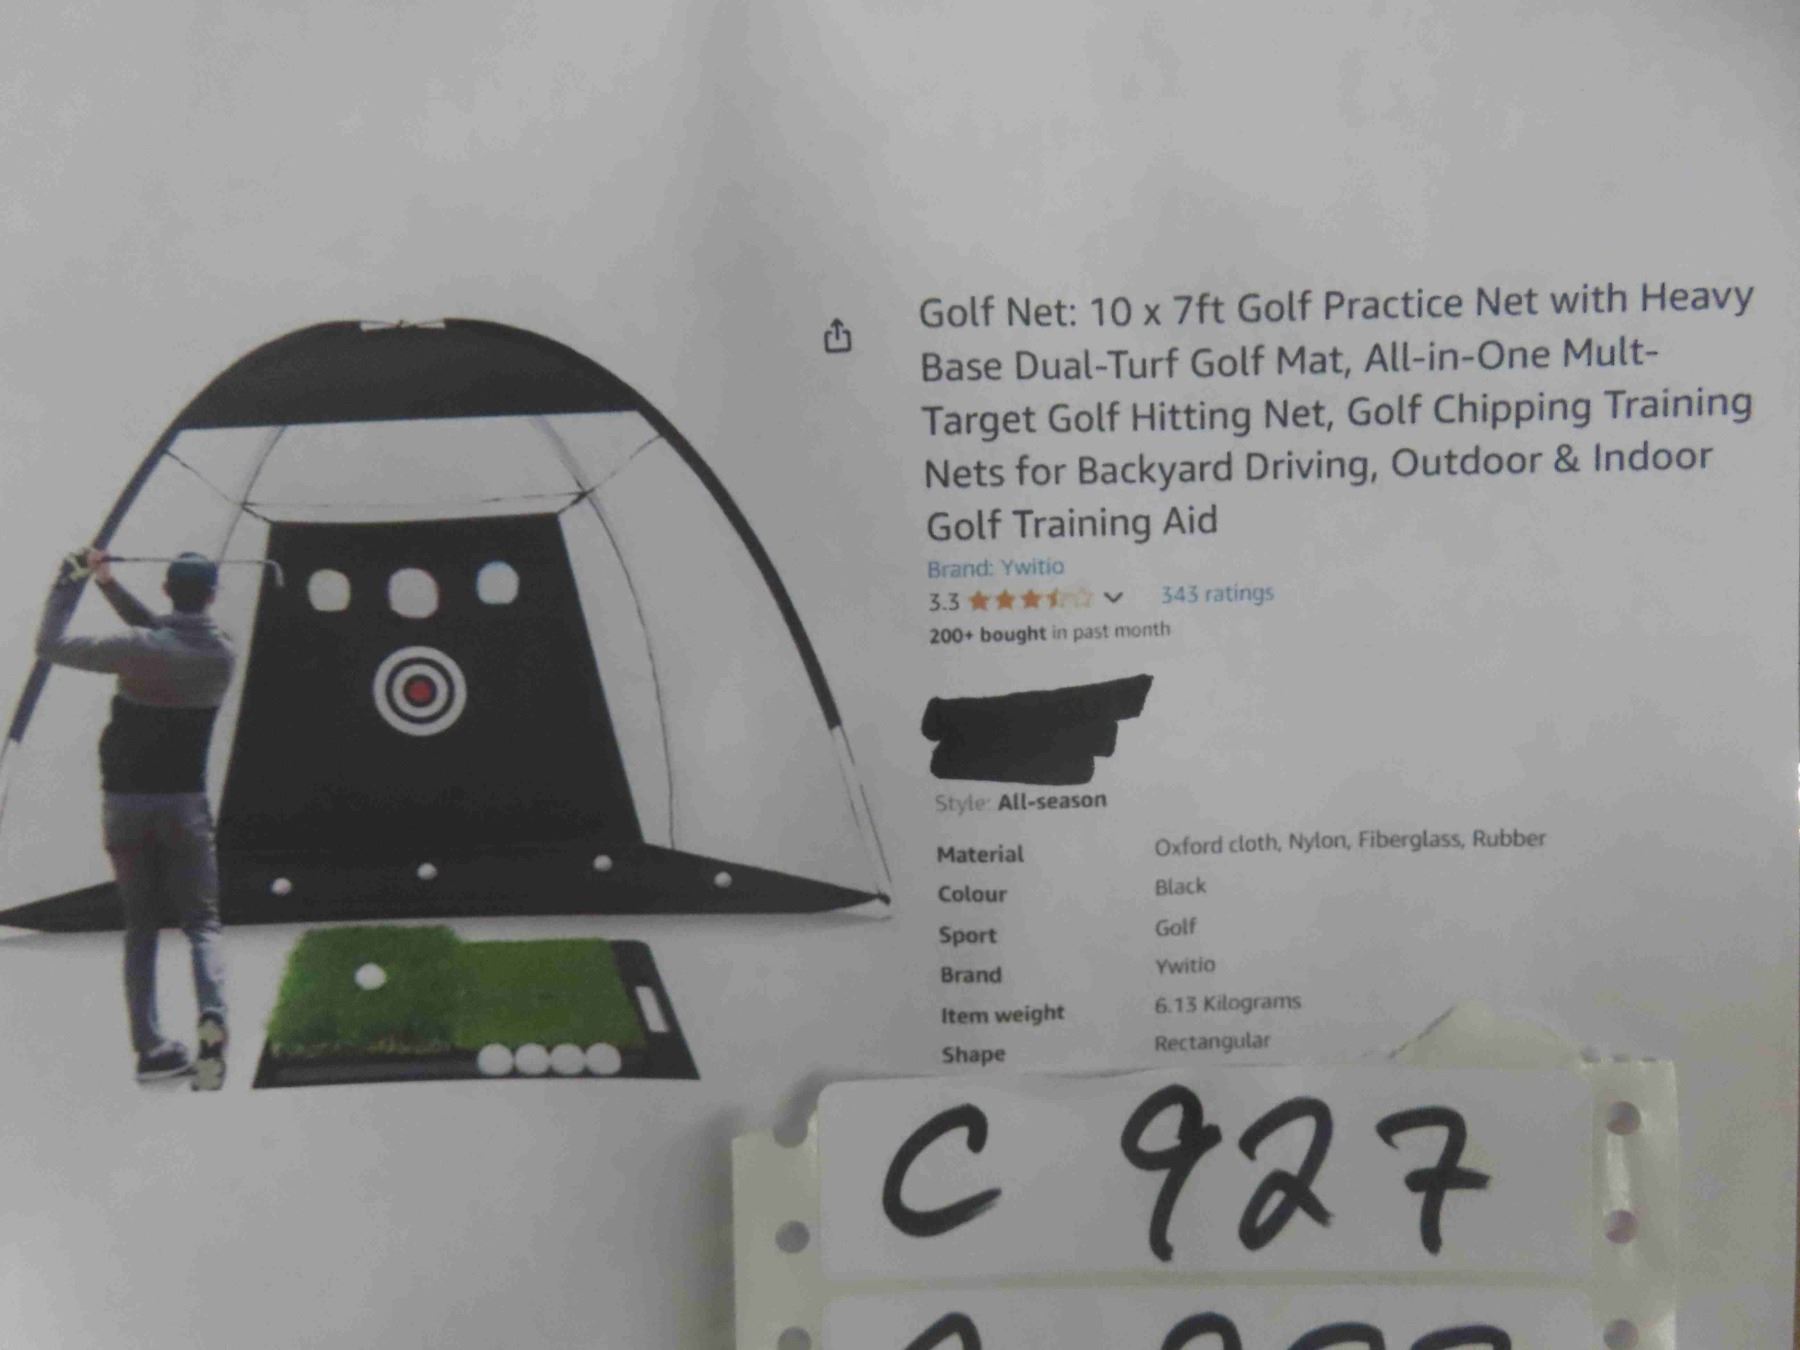 Golf Net: 10 x 7ft Golf Practice Net with Heavy
Base Dual-Turf Golf Mat, All-in-One Mult-
Target Golf Hitting Net, Golf Chipping Training
Nets for Backyard Driving, Outdoor & Indoor
Golf Training Aid
Brand: Ywitio
3.3 343 ratings
200+ bought in past month
Style: All-season
Material Oxford cloth, Nylon, Fiberglass, Rubber
Colour Black
Sport Golf
Brand Ywitio
Item weight 6.13 Kilograms
Shape Rectangular
C 927